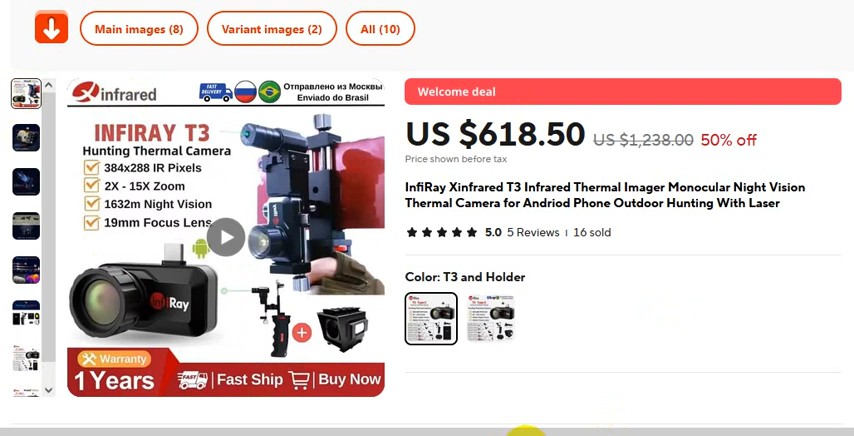 Main images (8)
Variant images (2)
All (10)
infrared
FAST DELIVERY
Отправлено из Москвы
Enviado do Brasil
INFIRAY T3
Hunting Thermal Camera
384x288 IR Pixels
2X - 15X Zoom
1632m Night Vision
19mm Focus Lens
InfiRay
Warranty
1 Years
Fast Ship
Buy Now
Welcome deal
US $618.50 US $1,238.00 50% off
Price shown before tax
InfiRay Xinfrared T3 Infrared Thermal Imager Monocular Night Vision
Thermal Camera for Andriod Phone Outdoor Hunting With Laser
5.0 5 Reviews 16 sold
Color: T3 and Holder